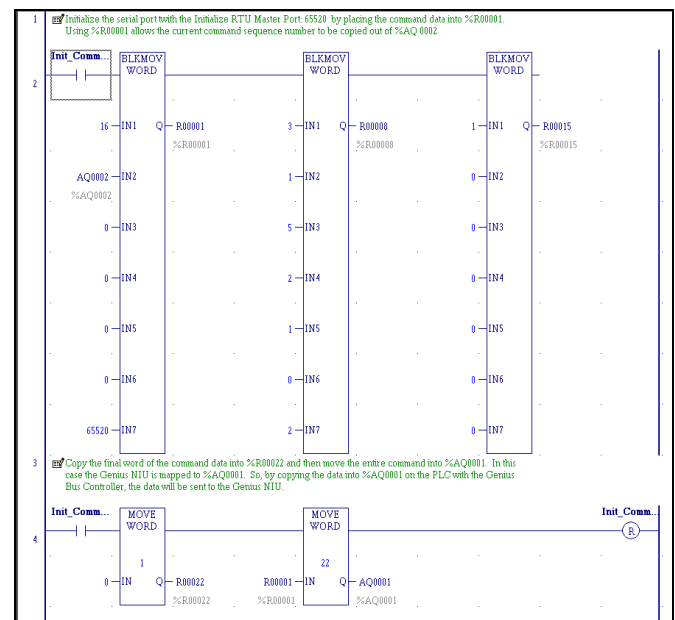 1 Initialize the serial port twith the Initialize RTU Master Port: 65520 by placing the command data into %R00001.
Using %R00001 allows the current command sequence number to be copied out of %AQ 0002
Init_Comm... BLKMOV BLKMOV BLKMOV
WORD WORD WORD
2
16 IN1 Q R00001 3 IN1 Q R00008 1 IN1 Q R00015
%R00001 %R00008 %R00015
AQ0002 IN2 1 IN2 0 IN2
%AQ0002
0 IN3 5 IN3 0 IN3
0 IN4 2 IN4 0 IN4
0 IN5 1 IN5 0 IN5
0 IN6 0 IN6 0 IN6
65520 IN7 2 IN7 0 IN7
3 Copy the final word of the command data into %R00022 and then move the entire command into %AQ0001. In this
case the Genius NIU is mapped to %AQ0001. So, by copying the data into %AQ0001 on the PLC with the Genius
Bus Controller, the data will be sent to the Genius NIU.
Init_Comm... MOVE MOVE Init_Comm...
WORD WORD
R
4
1 22
0 IN Q R00022 R00001 IN Q AQ0001
%R00022 %R00001 %AQ0001